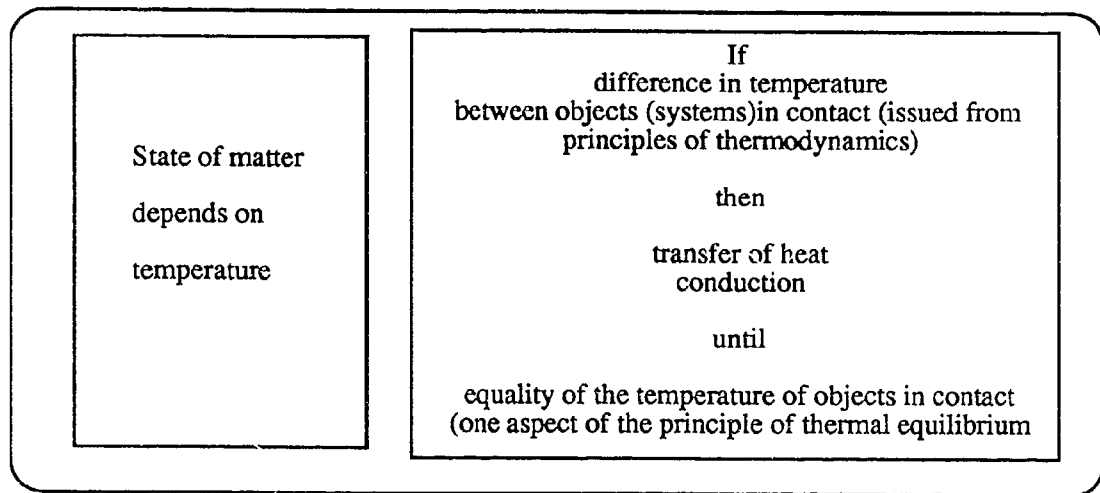 State of matter
depends on
temperature
If
difference in temperature
between objects (systems)in contact (issued from
principles of thermodynamics)
then
transfer of heat
conduction
until
equality of the temperature of objects in contact
(one aspect of the principle of thermal equilibrium